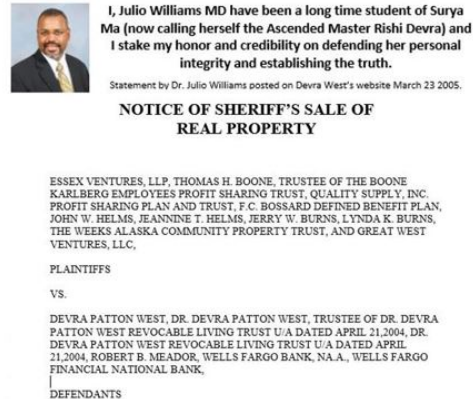 I, Julio Williams MD have been a long time student of Surya
Ma (now calling herself the Ascended Master Rishi Devra) and
I stake my honor and credibility on defending her personal
integrity and establishing the truth.
Statement by Dr. Julio Williams posted on Devra West's website March 23 2005.
NOTICE OF SHERIFF'S SALE OF
REAL PROPERTY
ESSEX VENTURES, LLP, THOMAS H. BOONE, TRUSTEE OF THE BOONE
KARLBERG EMPLOYEES PROFIT SHARING TRUST, QUALITY SUPPLY, INC.
PROFIT SHARING PLAN AND TRUST, F.C. BOSSARD DEFINED BENEFIT PLAN,
JOHN W. HELMS, JEANNINE T. HELMS, JERRY W. BURNS, LYNDA K. BURNS,
THE WEEKS ALASKA COMMUNITY PROPERTY TRUST, AND GREAT WEST
VENTURES, LLC,
PLAINTIFFS
VS.
DEVRA PATTON WEST, DR. DEVRA PATTON WEST, TRUSTEE OF DR. DEVRA
PATTON WEST REVOCABLE LIVING TRUST U/A DATED APRIL 21,2004, DR.
DEVRA PATTON WEST REVOCABLE LIVING TRUST U/A DATED APRIL
21,2004, ROBERT B. MEADOR, WELLS FARGO BANK, NA.A., WELLS FARGO
FINANCIAL NATIONAL BANK,
DEFENDANTS